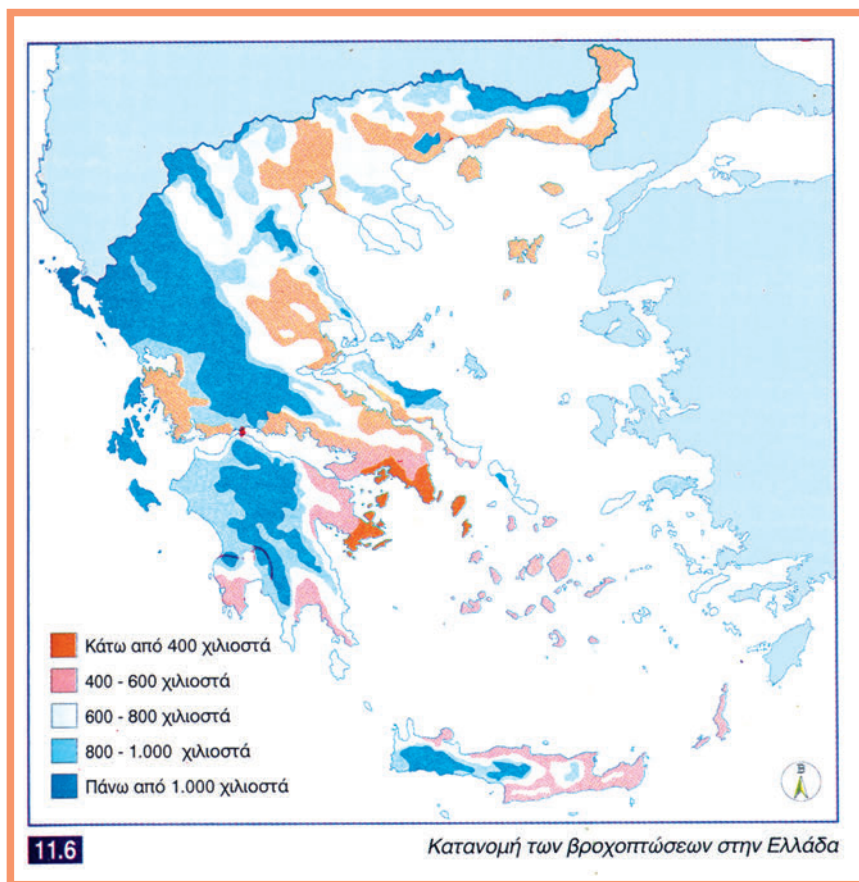 Κάτω από 400 χιλιοστά
400 - 600 χιλιοστά
600 - 800 χιλιοστά
800 - 1.000 χιλιοστά
Πάνω από 1.000 χιλιοστά
Β
11.6
Κατανομή των βροχοπτώσεων στην Ελλάδα